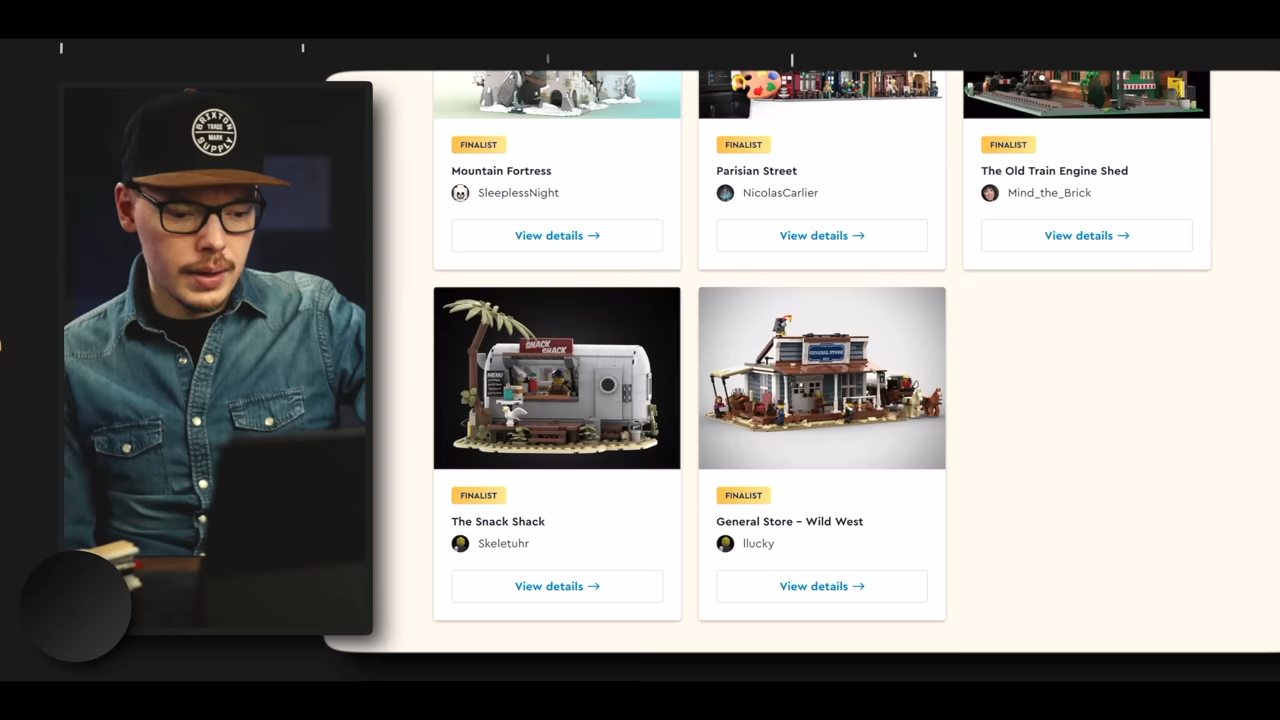 BRIXTON
TRADE
MARK
SUPPLY
FINALIST
Mountain Fortress
SleeplessNight
View details →
FINALIST
Parisian Street
NicolasCarlier
View details →
FINALIST
The Old Train Engine Shed
Mind_the_Brick
View details →
SNACK
SHACK
MENU
FINALIST
The Snack Shack
Skeletuhr
View details →
GENERAL STORE
FINALIST
General Store – Wild West
llucky
View details →